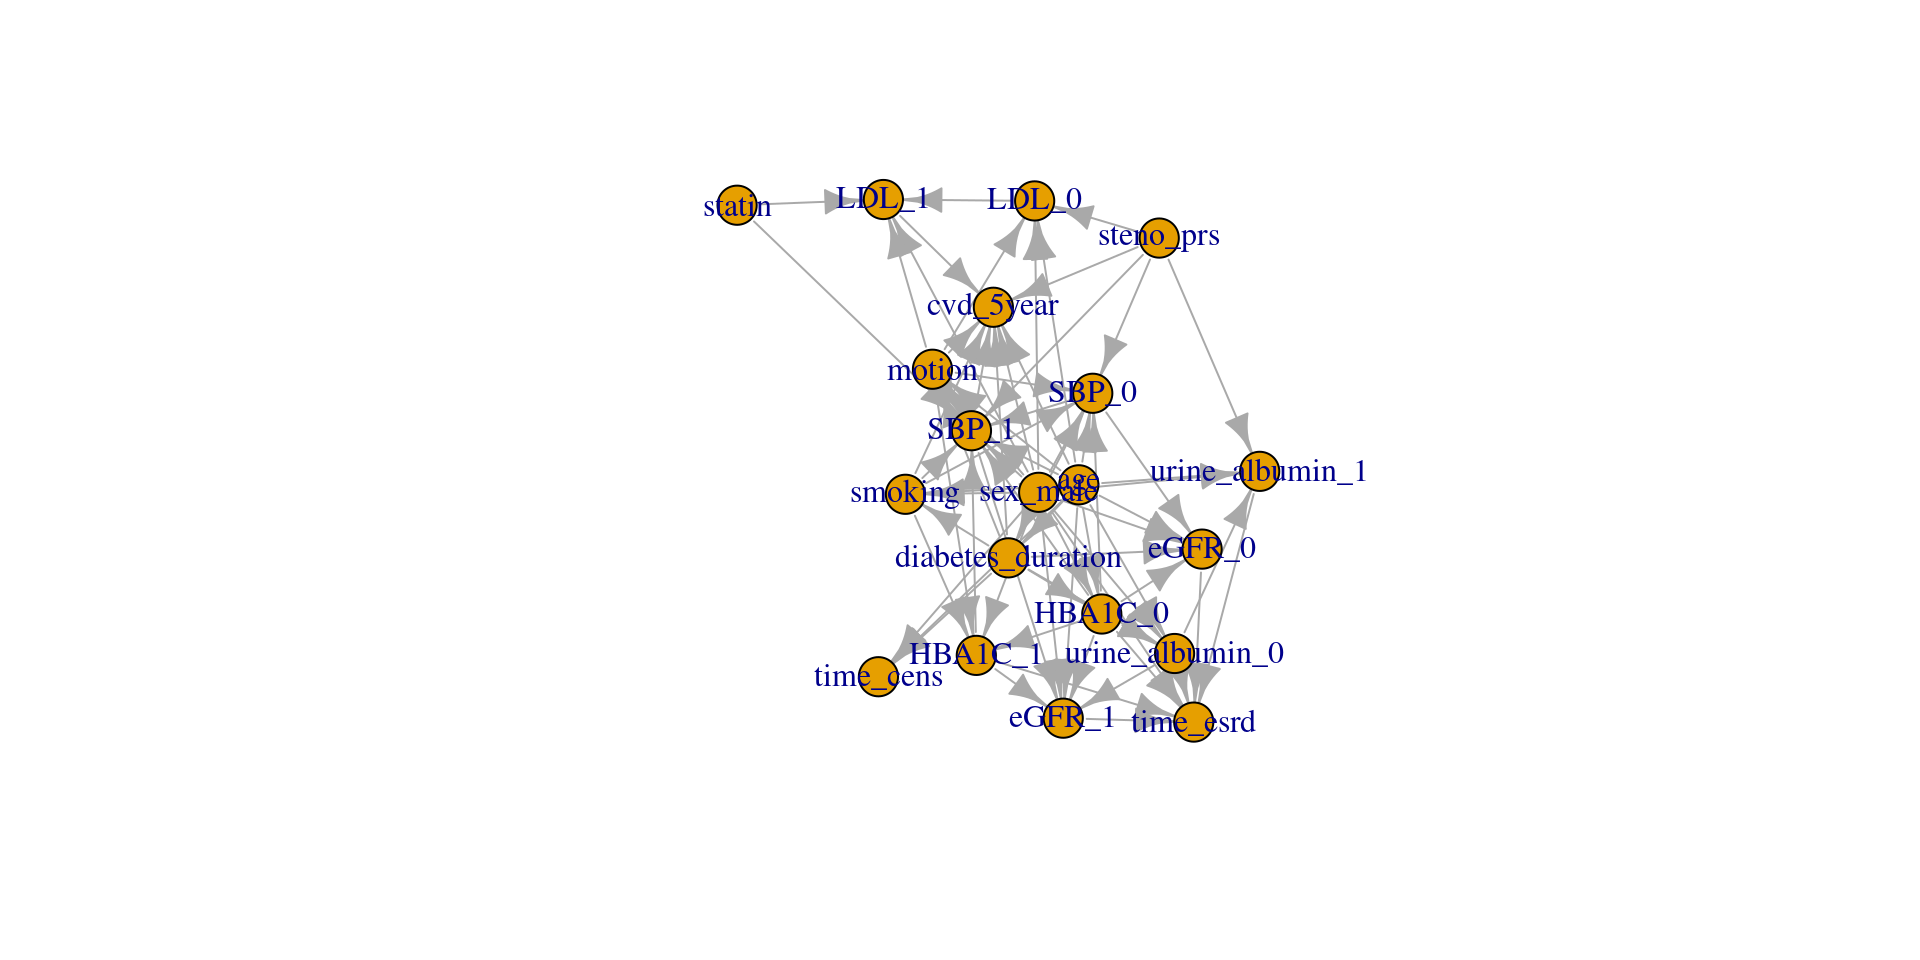 statin
LDL_1
LDL_0
steno_prs
cvd_5year
motion
SBP_0
SBP_1
urine_albumin_1
smoking
sex_male
age
diabetes_duration
eGFR_0
HBA1C_0
HBA1C_1
urine_albumin_0
time_cens
eGFR_1
time_esrd